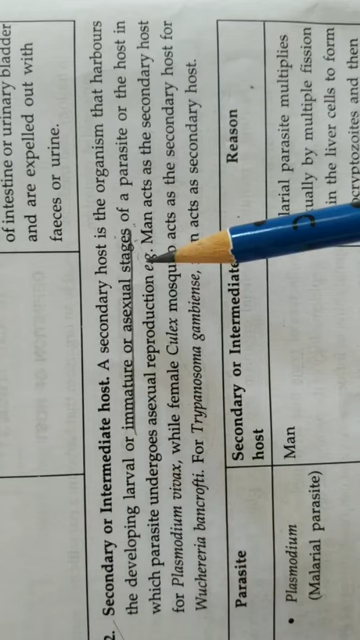 of intestine or urinary bladder
and are expelled out with
faeces or urine.
2. Secondary or Intermediate host. A secondary host is the organism that harbours
the developing larval or immature or asexual stages of a parasite or the host in
which parasite undergoes asexual reproduction e.g. Man acts as the secondary host
for Plasmodium vivax, while female Culex mosquito acts as the secondary host for
Wuchereria bancrofti. For Trypanosoma gambiense, acts as secondary host.
Parasite
Secondary or Intermediate
host
Reason
• Plasmodium
(Malarial parasite)
Man
larial parasite multiplies
ually by multiple fission
in the liver cells to form
ocryptozoites and then